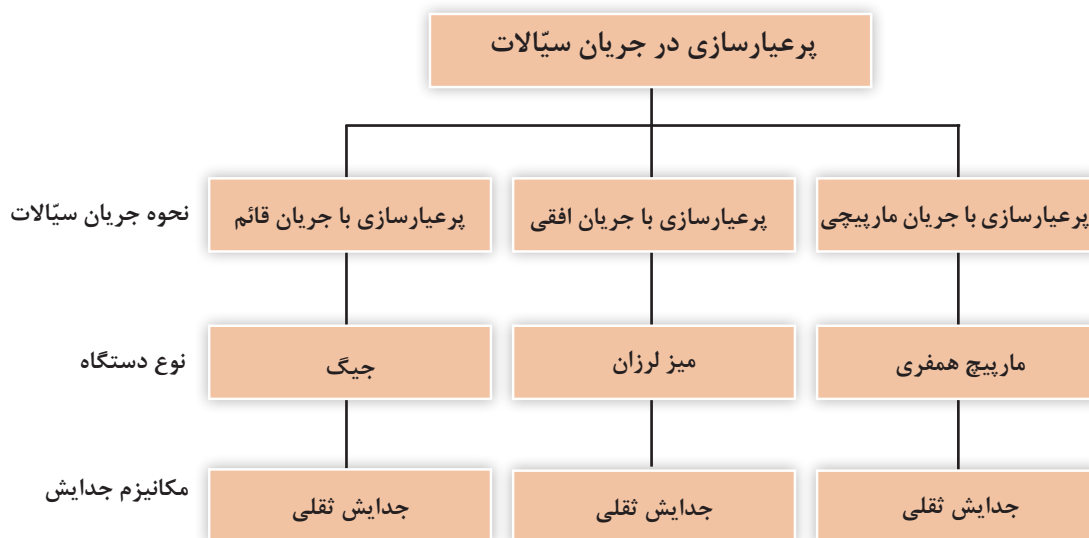 پرعیارسازی در جریان سیّالات
پرعیارسازی با جریان مارپیچی
پرعیارسازی با جریان افقی
پرعیارسازی با جریان قائم
نحوه جریان سیّالات
مارپیچ همفری
میز لرزان
جیگ
نوع دستگاه
جدایش ثقلی
جدایش ثقلی
جدایش ثقلی
مکانیزم جدایش